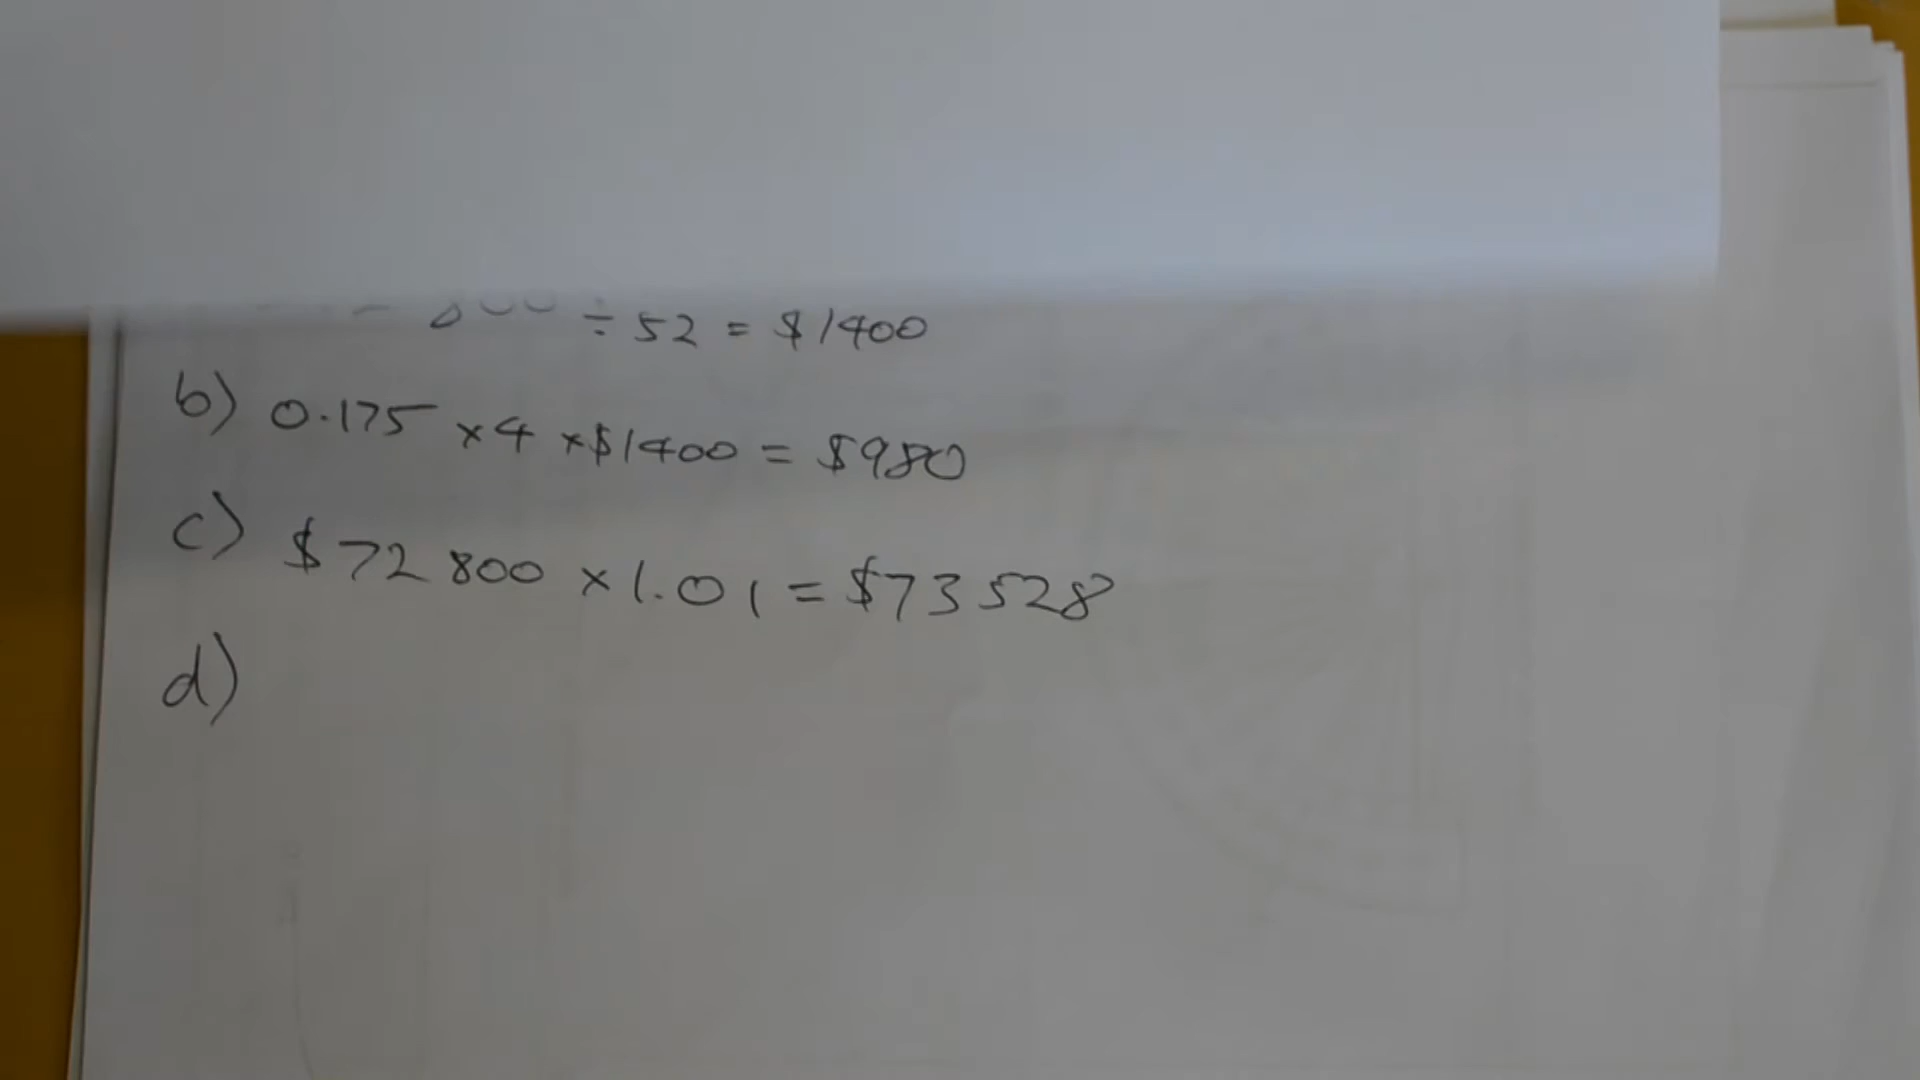 ÷ 52 = $1400
b) 0.175 × 4 × $1400 = $980
c) $72 800 × 1.01 = $73 528
d)